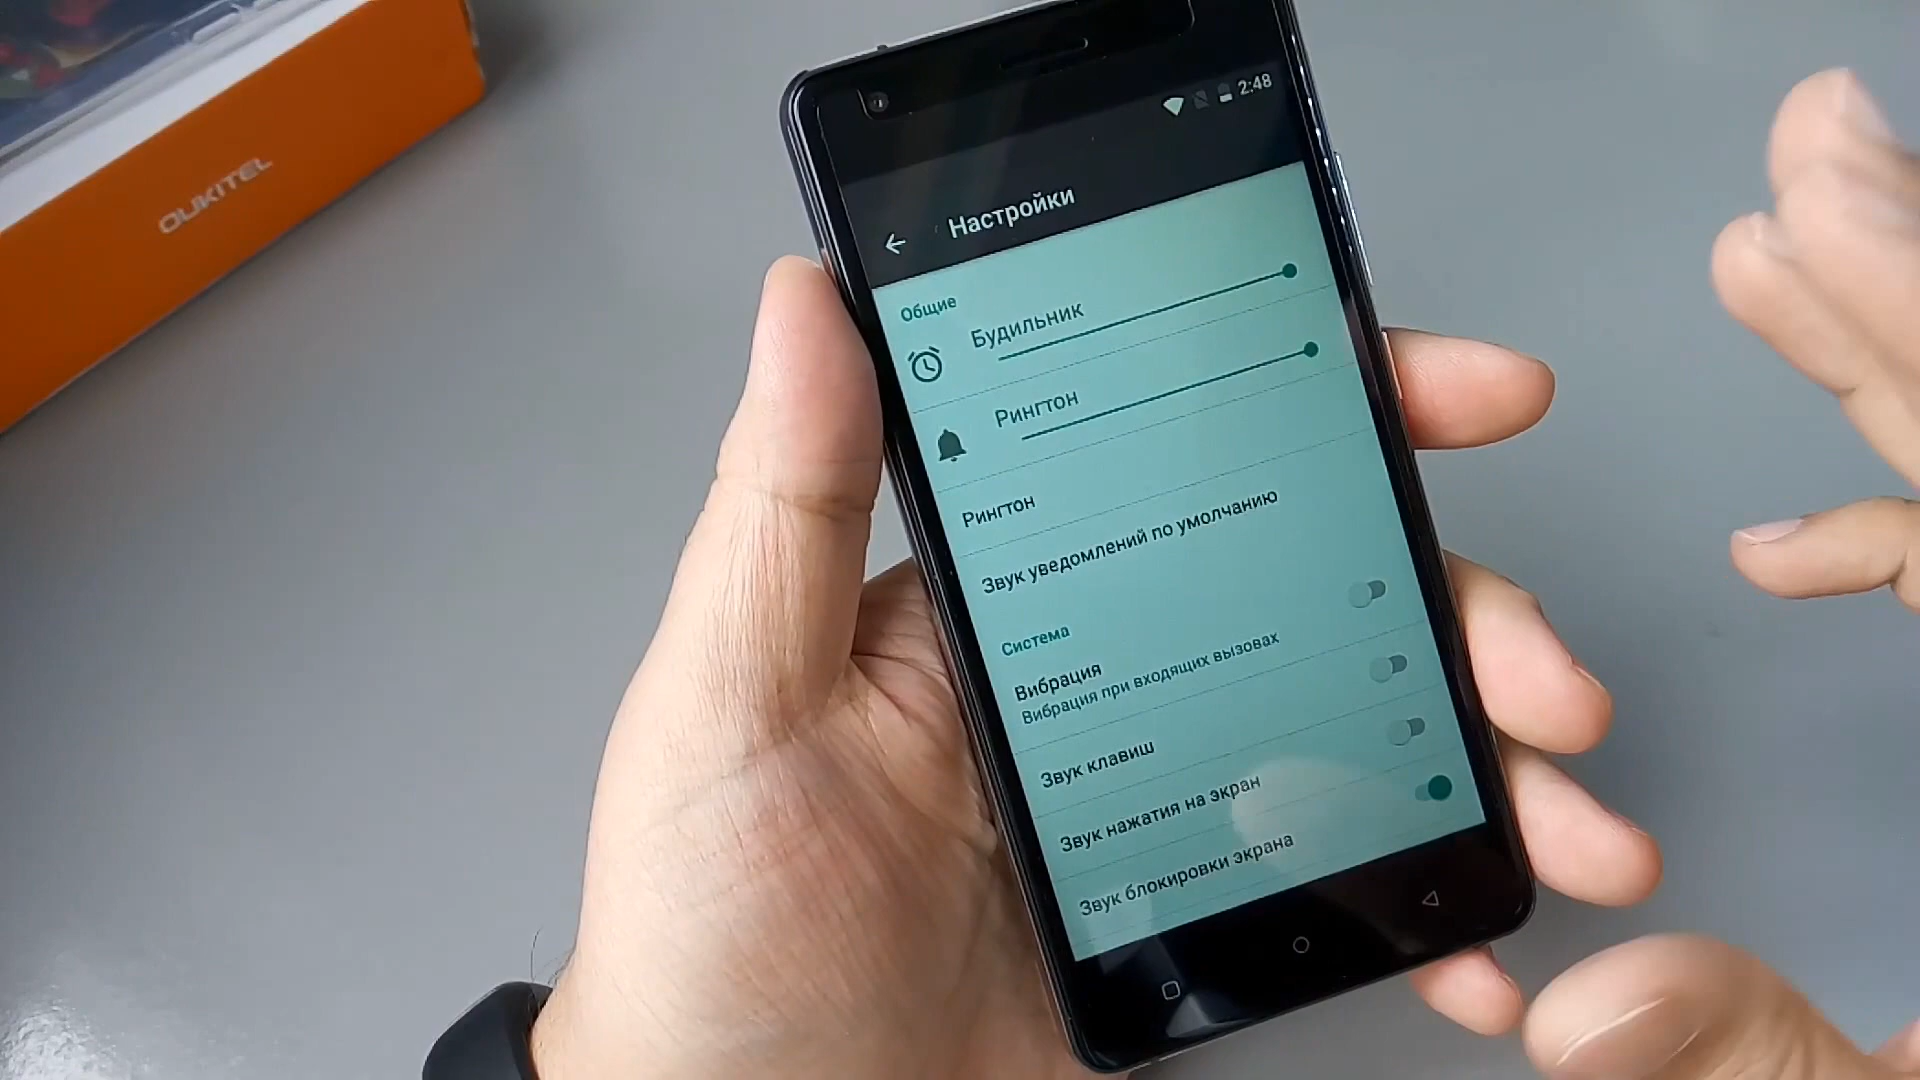 OUKITEL
2:48
Настройки
Общие
Будильник
Рингтон
Рингтон
Звук уведомлений по умолчанию
Система
Вибрация
Вибрация при входящих вызовах
Звук клавиш
Звук нажатия на экран
Звук блокировки экрана